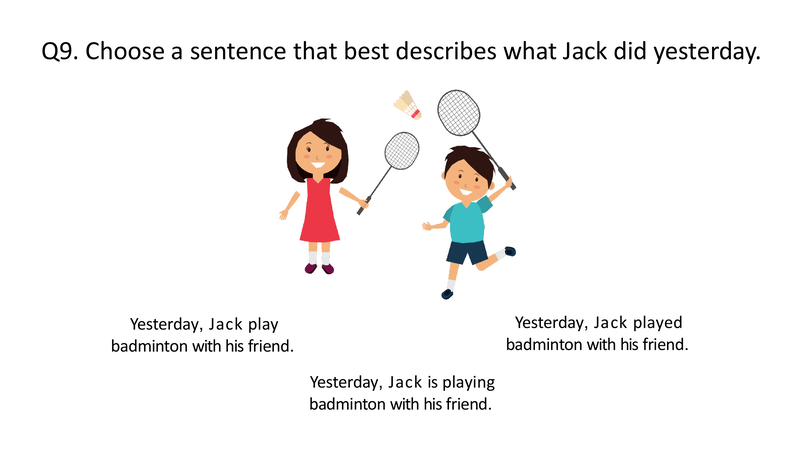 Q9. Choose a sentence that best describes what Jack did yesterday.
Yesterday, Jack play
badminton with his friend.
Yesterday, Jack played
badminton with his friend.
Yesterday, Jack is playing
badminton with his friend.